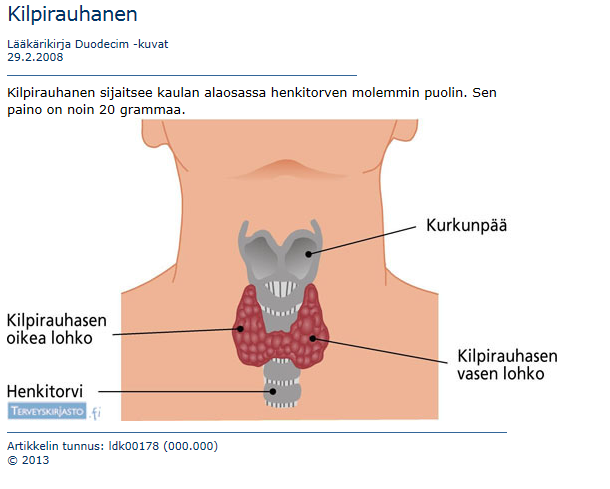 Kilpirauhanen
Lääkärikirja Duodecim -kuvat
29.2.2008
Kilpirauhanen sijaitsee kaulan alaosassa henkitorven molemmin puolin. Sen
paino on noin 20 grammaa.
Kurkunpää
Kilpirauhasen
oikea lohko
Kilpirauhasen
vasen lohko
Henkitorvi
TERVEYSKIRJASTO.fi
Artikkelin tunnus: ldk00178 (000.000)
© 2013